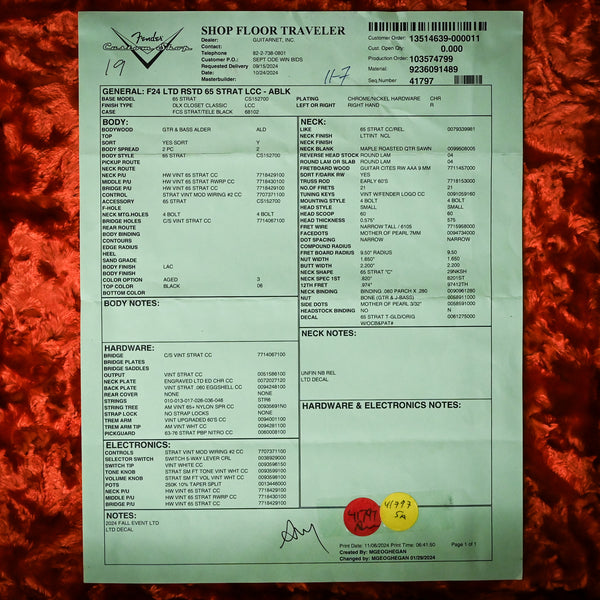 Fender
Custom Shop
19
SHOP FLOOR TRAVELER
Dealer: GUITARNET, INC
Contact:
Telephone 82-2-738-0801
Customer P.O. SEPT ODE WIN BIDS
Requested Delivery 09/15/2024
Date 10/24/2024
Masterbuilder:
11-7
Customer Order: 13514639-000011
Cust. Open Qty: 0.000
Production Order: 103574799
Material: 9236091489
Seq.Number 41797
GENERAL: F24 LTD RSTD 65 STRAT LCC - ABLK
BASE MODEL 65 STRAT CS152700 PLATING CHROME/NICKEL HARDWARE CHR
FINISH TYPE DLX CLOSET CLASSIC LCC LEFT OR RIGHT RIGHT HAND R
CASE FCS STRAT/TELE BLACK 68102
BODY:
BODYWOOD GTR & BASS ALDER ALD
TOP
SORT YES SORT Y
BODY SPREAD 2 PC 2
BODY STYLE 65 STRAT CS152700
PICKUP ROUTE
NECK ROUTE
NECK P/U HW VINT 65 STRAT CC 7718429100
MIDDLE P/U HW VINT 65 STRAT RWRP CC 7718430100
BRIDGE P/U HW VINT 65 STRAT CC 7718429100
CONTROLS STRAT VINT MOD WIRING #2 CC 7707371100
ACCESSORY 65 STRAT CS152700
F-HOLE
NECK MTG.HOLES 4 BOLT 4 BOLT
BRIDGE HOLES C/S VINT STRAT CC 7714067100
REAR ROUTE
BODY BINDING
CONTOURS
EDGE RADIUS
HEEL
SAND GRADE
BODY FINISH LAC
BODY FINISH
COLOR OPTION AGED 3
TOP COLOR BLACK 06
BOTTOM COLOR
BODY NOTES:
HARDWARE:
BRIDGE C/S VINT STRAT CC 7714067100
BRIDGE PLATES
BRIDGE SADDLES
OUTPUT VINT STRAT CC 0051586100
NECK PLATE ENGRAVED LTD ED CHR CC 0072027120
BACK PLATE VINT STRAT .060 EGGSHELL CC 0094248100
REAR COVER NONE NONE
STRINGS 010-013-017-026-036-046 STR6
STRING TREE AM VINT 65+ NYLON SPR CC
STRAP LOCK NO STRAP LOCKS NONE
TREM ARM VINT UPGRADED 60'S CC 0094001100
TREM ARM TIP AM VINT WHT CC 0094281100
PICKGUARD 63-76 STRAT PBP NITRO CC 0060008100
ELECTRONICS:
CONTROLS STRAT VINT MOD WIRING #2 CC 7707371100
SELECTOR SWITCH SWITCH 5-WAY LEVER CRL 0038929000
SWITCH TIP VINT WHITE CC 0093598150
TONE KNOB STRAT SM FT TONE VINT WHT CC
VOLUME KNOB STRAT SM FT VOL VINT WHT CC
POTS 250K 10% TAPER SPLIT 0013448000
NECK P/U HW VINT 65 STRAT CC 7718429100
MIDDLE P/U HW VINT 65 STRAT RWRP CC 7718430100
BRIDGE P/U HW VINT 65 STRAT CC 7718429100
NECK:
LIKE 65 STRAT CC/REL 0079339981
NECK FINISH LTTINT NCL
NECK FINISH
NECK BLANK MAPLE ROASTED QTR SAWN 0099508005
REVERSE HEAD STOCK ROUND LAM 04
ROUND LAM OR SLAB ROUND LAM 04
FRETBOARD WOOD GUITAR CITES RW AAA 9 MM 7711457000
SORT F/DARK RW YES
TRUSS ROD EARLY 60'S 7718153000
NO.OF FRETS 21 21
TUNING KEYS VINT W/FENDER LOGO CC 0091059160
MOUNTING STYLE 4 BOLT 4 BOLT
HEAD STYLE SMALL SMALL
HEAD SCOOP 60 60
HEAD THICKNESS 0.575" 575
FRET WIRE NARROW TALL / 6105 7715958000
FACEDOTS MOTHER OF PEARL 7MM 0094734000
DOT SPACING NARROW NARROW
COMPOUND RADIUS
FRET BOARD RADIUS 9.50" RADIUS 9.50
NUT WIDTH 1.650" 1.650
BUTT WIDTH 2.200" 2.200
NECK SHAPE 65 STRAT "C" 29NKSH
NECK SPEC 1ST .820" .8201ST
12TH FRET .974" .97412TH
NECK BINDING BINDING .060 PARCH X .280 0090961280
NUT BONE (GTR & J-BASS) 0058911000
SIDE DOTS MOTHER OF PEARL 3/32" 0058591000
HEADSTOCK BINDING NO N
DECAL 65 STRAT T-GLD/ORIG 0061275000
W/OCB&PAT#
NECK NOTES:
UNFIN NB REL
LTD DECAL
HARDWARE & ELECTRONICS NOTES:
NOTES:
2024 FALL EVENT LTD
LTD DECAL
41797
41797
Print Date: 11/06/2024 Print Time: 06:41:50 Page 1 of 1
Created By: MGEOGHEGAN
Changed by: MGEOGHEGAN 01/29/2024